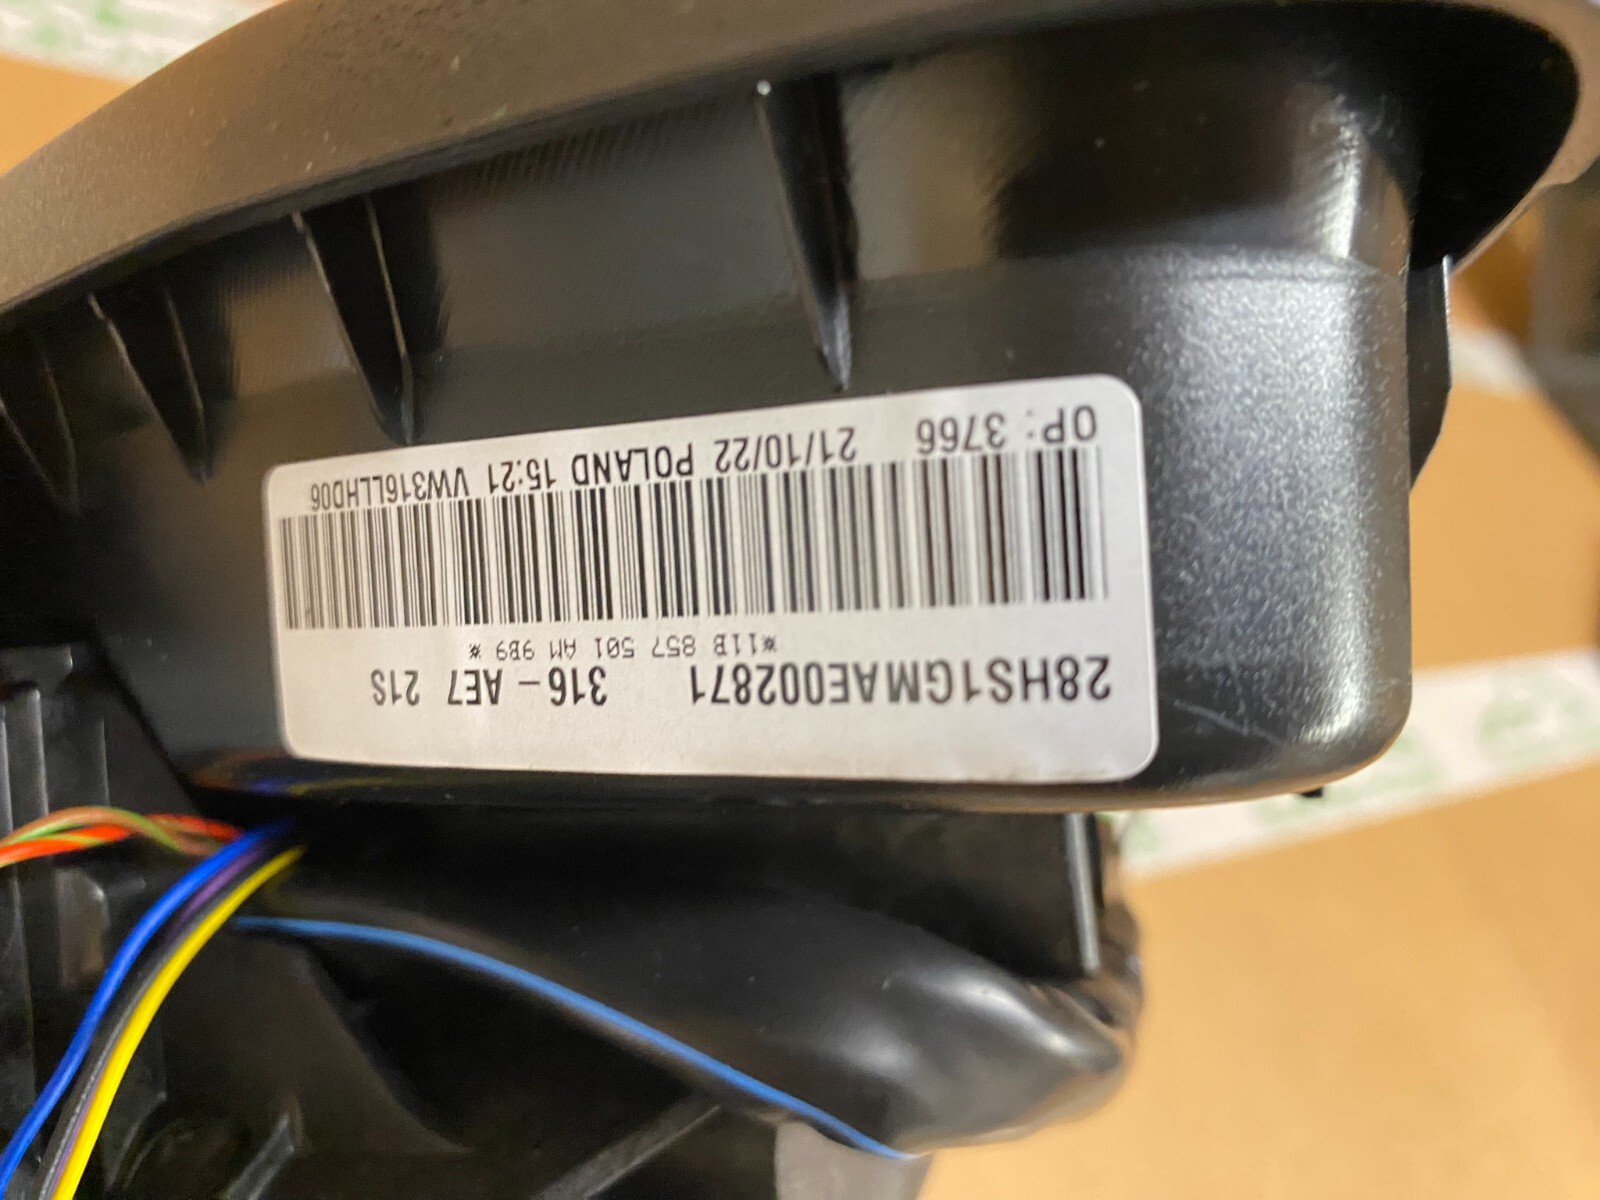 28HS1GMAE002871 316-AE7 21S
*11B 857 501 AM 9B9 *
OP: 3766 21/10/22 POLAND 15:21 VW316LLHD06